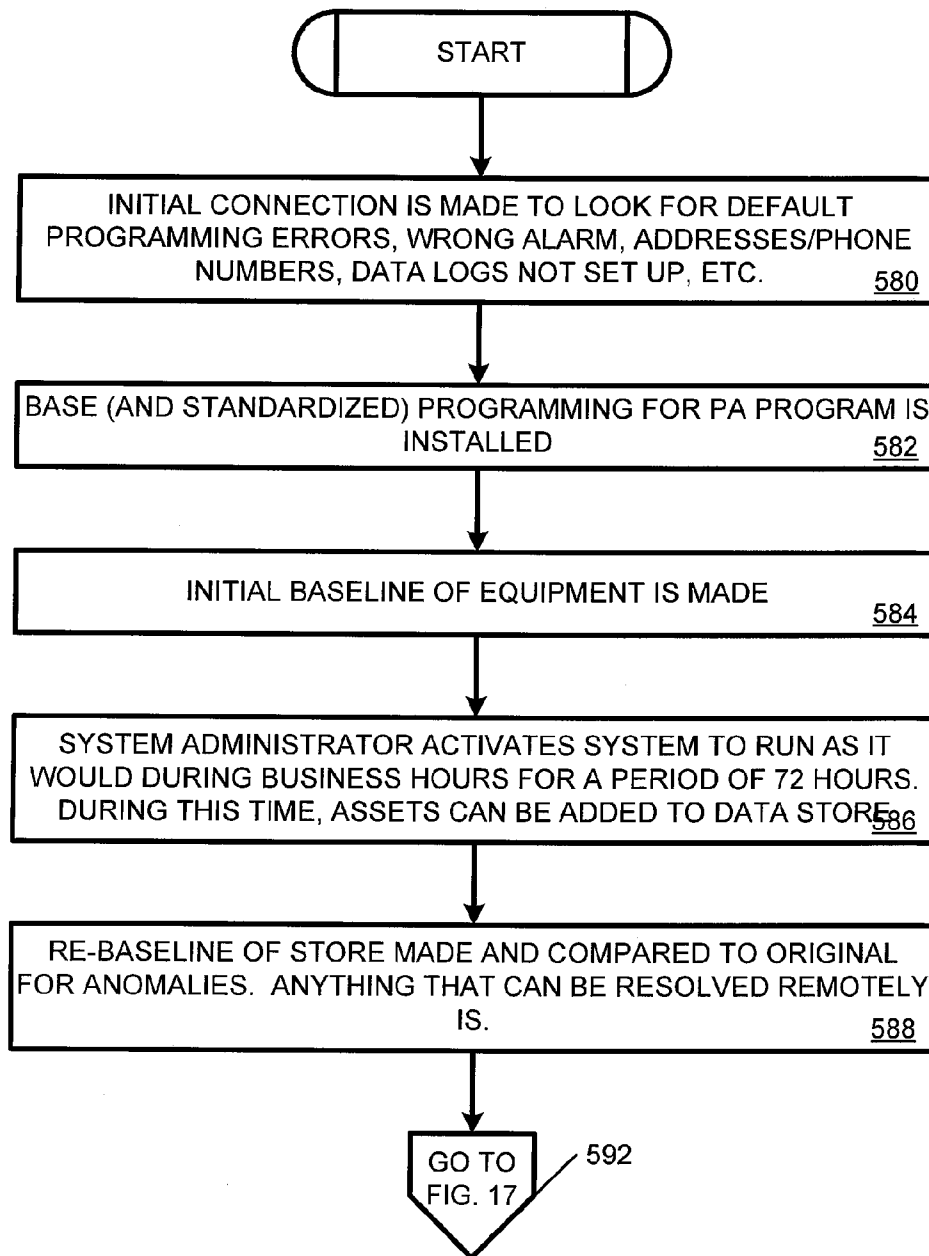 START
INITIAL CONNECTION IS MADE TO LOOK FOR DEFAULT
PROGRAMMING ERRORS, WRONG ALARM, ADDRESSES/PHONE
NUMBERS, DATA LOGS NOT SET UP, ETC.
580
BASE (AND STANDARDIZED) PROGRAMMING FOR PA PROGRAM IS
INSTALLED
582
INITIAL BASELINE OF EQUIPMENT IS MADE
584
SYSTEM ADMINISTRATOR ACTIVATES SYSTEM TO RUN AS IT
WOULD DURING BUSINESS HOURS FOR A PERIOD OF 72 HOURS.
DURING THIS TIME, ASSETS CAN BE ADDED TO DATA STORE
586
RE-BASELINE OF STORE MADE AND COMPARED TO ORIGINAL
FOR ANOMALIES. ANYTHING THAT CAN BE RESOLVED REMOTELY
IS.
588
GO TO
FIG. 17
592